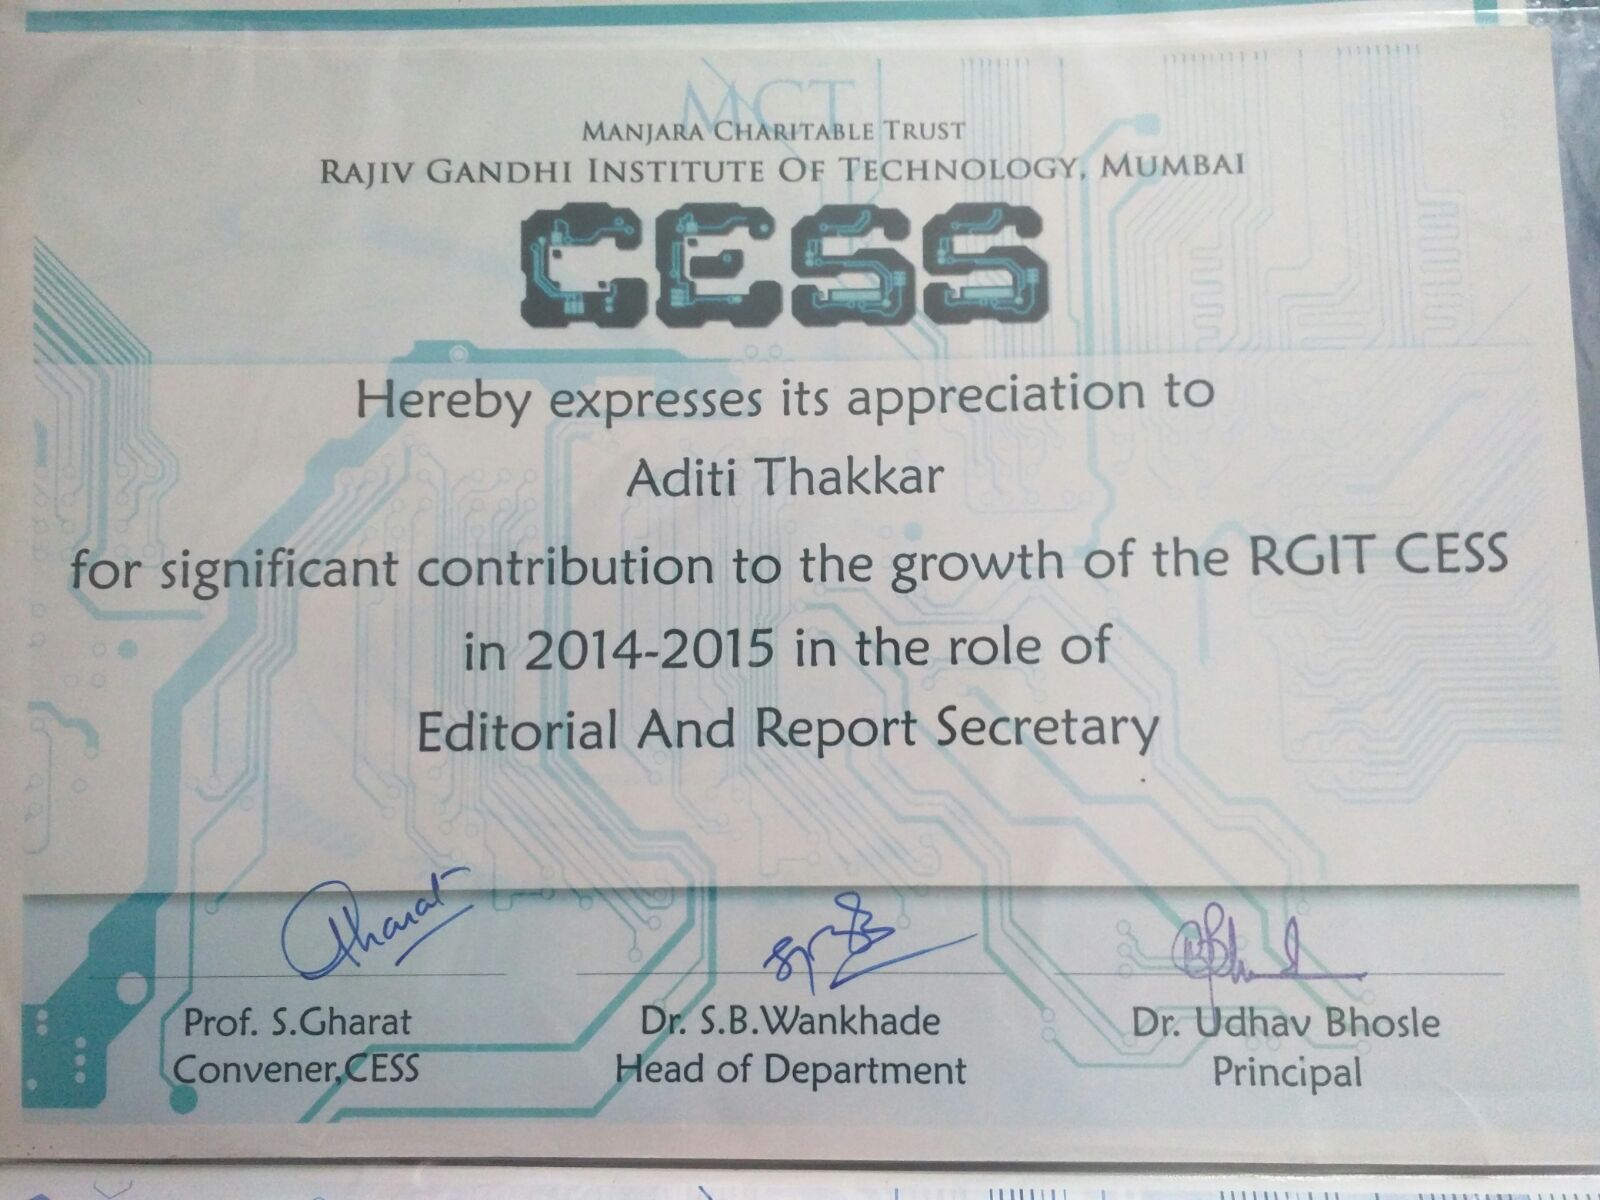 MCT
MANJARA CHARITABLE TRUST
RAJIV GANDHI INSTITUTE OF TECHNOLOGY, MUMBAI
CESS
Hereby expresses its appreciation to
Aditi Thakkar
for significant contribution to the growth of the RGIT CESS
in 2014-2015 in the role of
Editorial And Report Secretary
Gharat
Prof. S.Gharat
Convener,CESS
Dr. S.B.Wankhade
Head of Department
Dr. Udhav Bhosle
Principal